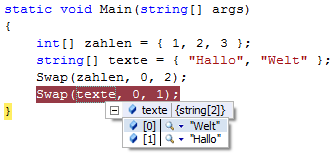 static void Main(string[] args)
{
int[] zahlen = { 1, 2, 3 };
string[] texte = { "Hallo", "Welt" };
Swap(zahlen, 0, 2);
Swap(texte, 0, 1);
}
texte {string[2]}
[0] "Welt"
[1] "Hallo"